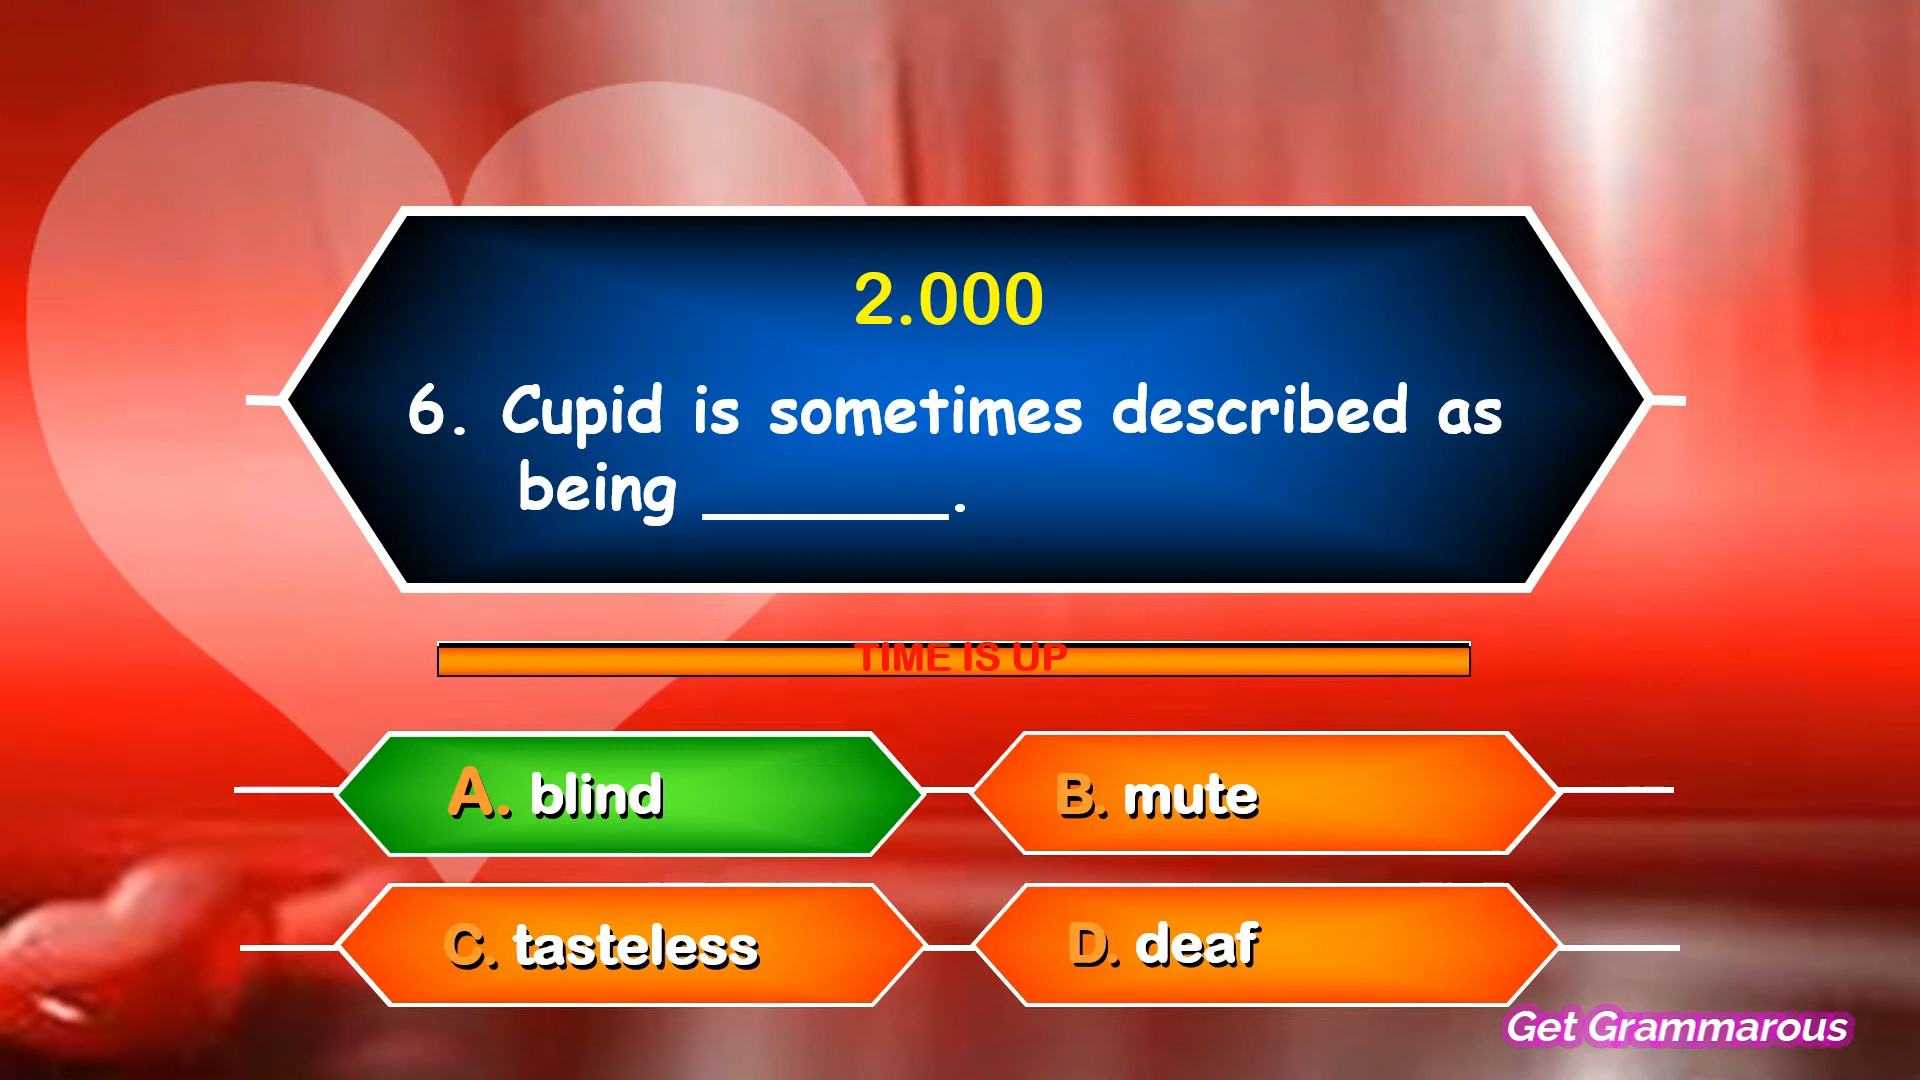 2.000
6. Cupid is sometimes described as
being _______.
TIME IS UP
A. blind
B. mute
C. tasteless
D. deaf
Get Grammarous